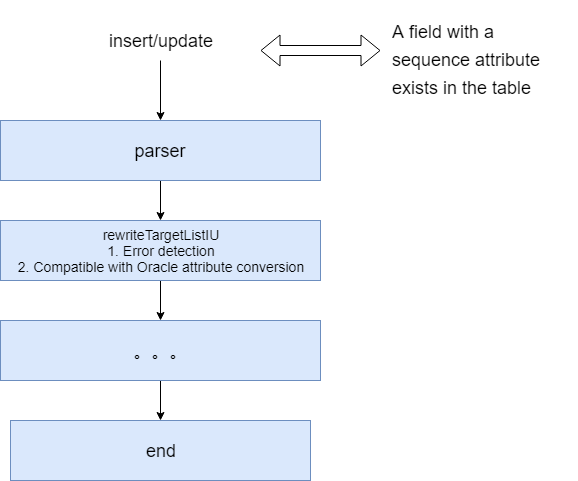 insert/update
A field with a
sequence attribute
exists in the table
parser
rewriteTargetListIU
1. Error detection
2. Compatible with Oracle attribute conversion
。。。
end